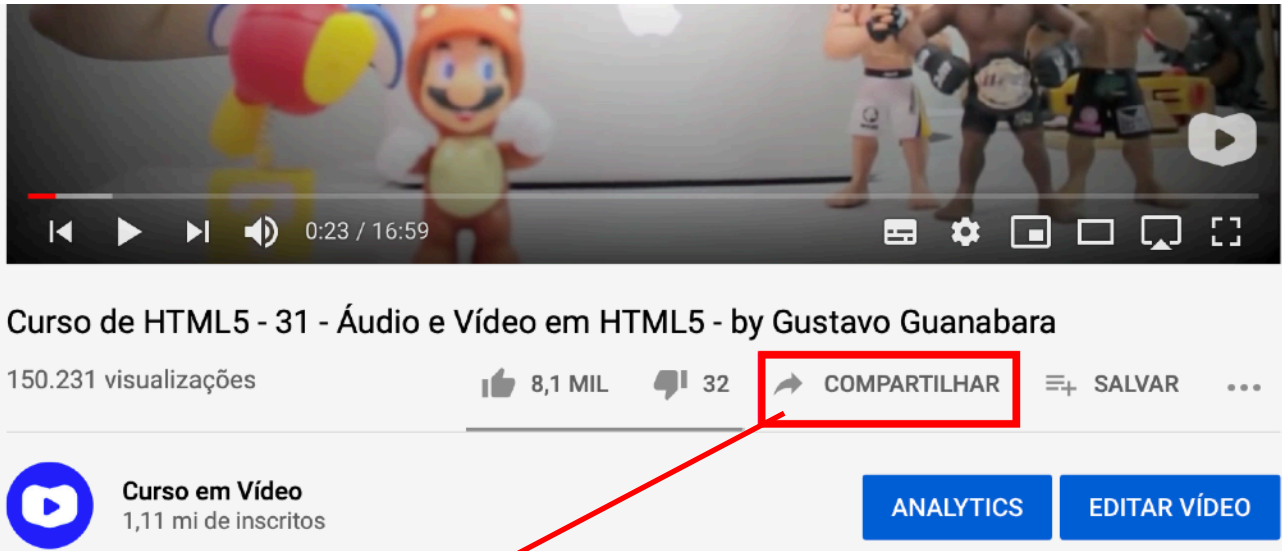 0:23 / 16:59
Curso de HTML5 - 31 - Áudio e Vídeo em HTML5 - by Gustavo Guanabara
150.231 visualizações 8,1 MIL 32 COMPARTILHAR SALVAR
Curso em Vídeo
1,11 mi de inscritos
ANALYTICS EDITAR VÍDEO